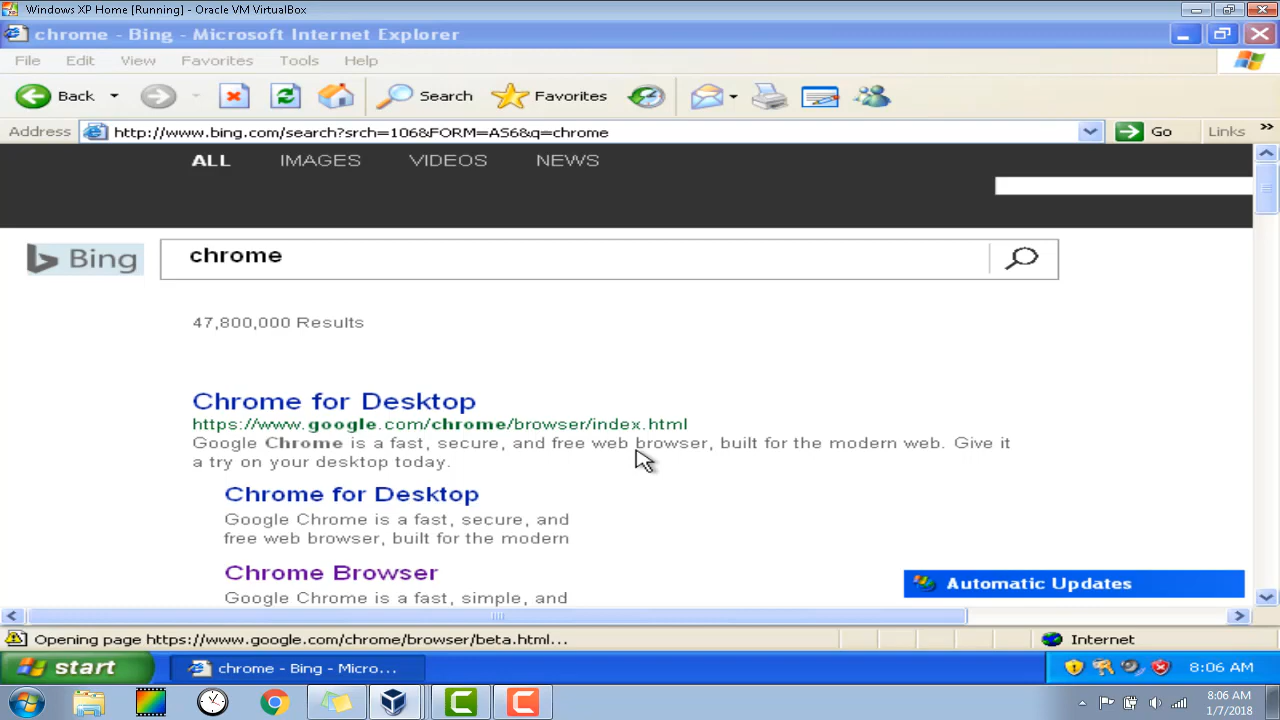 Windows XP Home [Running] - Oracle VM VirtualBox
chrome - Bing - Microsoft Internet Explorer
File Edit View Favorites Tools Help
Back Search Favorites
Address http://www.bing.com/search?srch=106&FORM=AS6&q=chrome Go Links »
ALL IMAGES VIDEOS NEWS
Bing chrome
47,800,000 Results
Chrome for Desktop
https://www.google.com/chrome/browser/index.html
Google Chrome is a fast, secure, and free web browser, built for the modern web. Give it
a try on your desktop today.
Chrome for Desktop
Google Chrome is a fast, secure, and
free web browser, built for the modern
Chrome Browser
Google Chrome is a fast, simple, and
Automatic Updates
Opening page https://www.google.com/chrome/browser/beta.html... Internet
start chrome - Bing - Micro... 8:06 AM
8:06 AM
1/7/2018